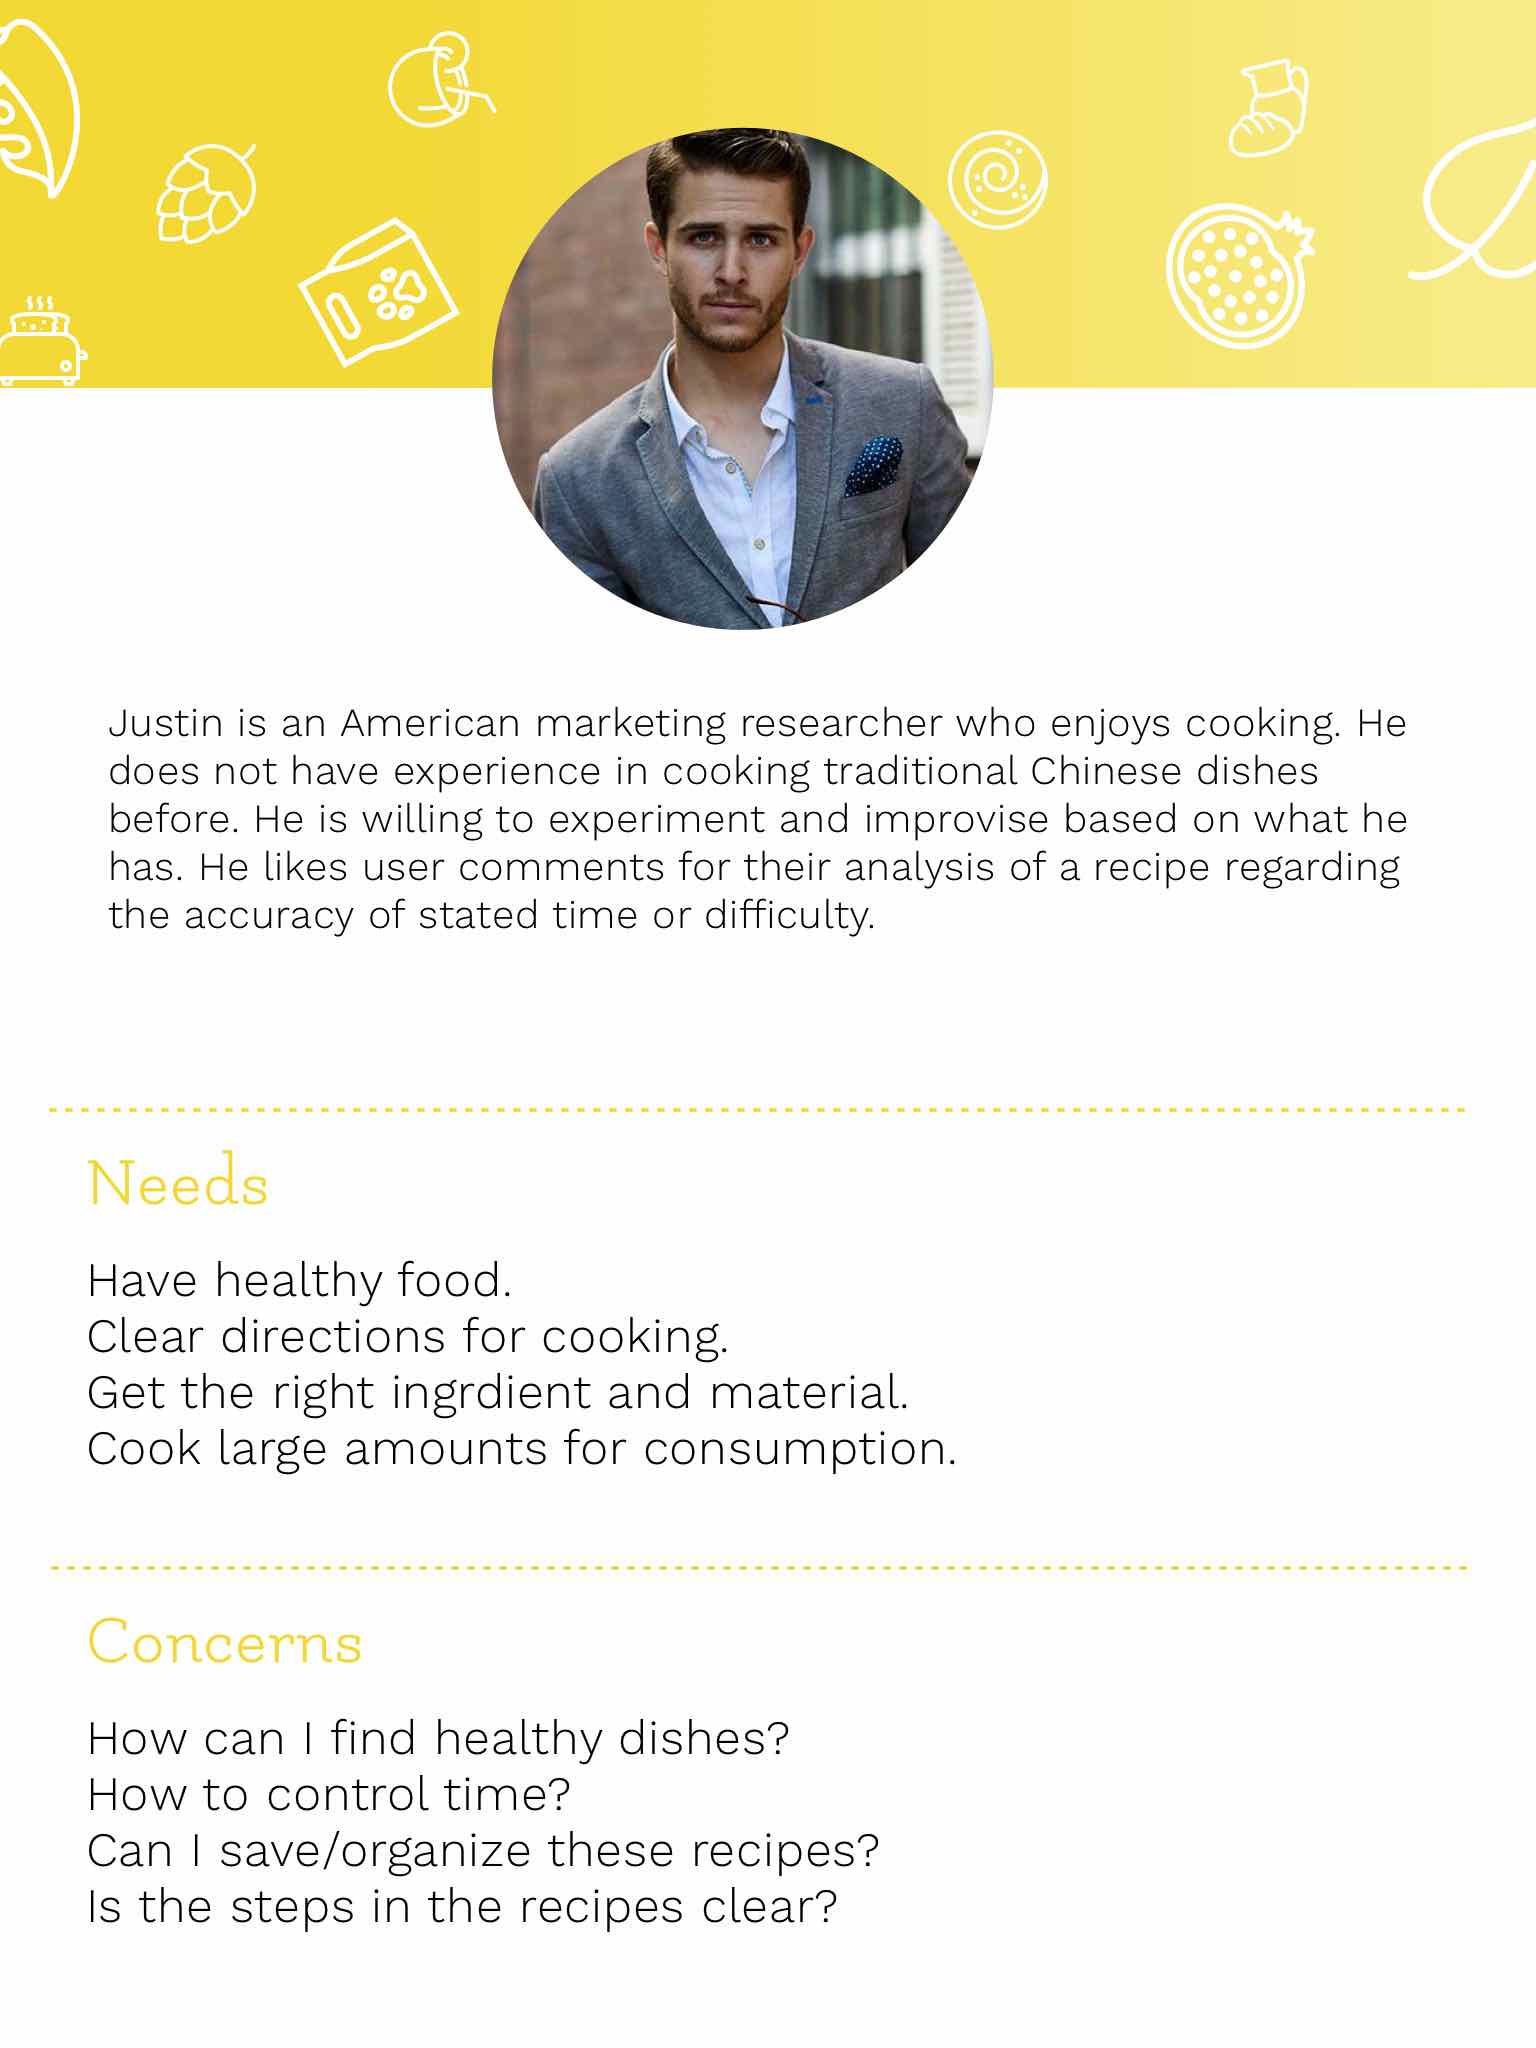 Justin is an American marketing researcher who enjoys cooking. He
does not have experience in cooking traditional Chinese dishes
before. He is willing to experiment and improvise based on what he
has. He likes user comments for their analysis of a recipe regarding
the accuracy of stated time or difficulty.
Needs
Have healthy food.
Clear directions for cooking.
Get the right ingrdient and material.
Cook large amounts for consumption.
Concerns
How can I find healthy dishes?
How to control time?
Can I save/organize these recipes?
Is the steps in the recipes clear?